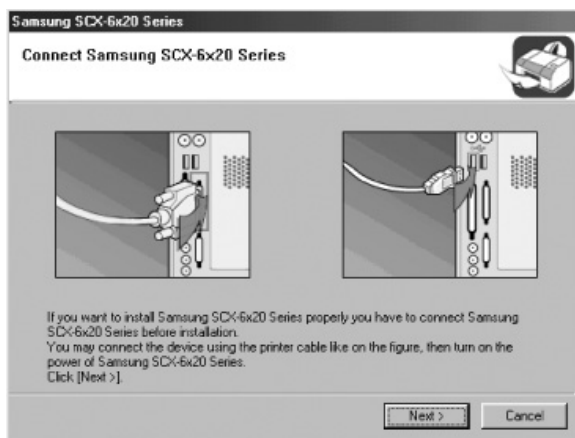 Samsung SCX-6x20 Series
Connect Samsung SCX-6x20 Series
If you want to install Samsung SCX-6x20 Series properly you have to connect Samsung
SCX-6x20 Series before installation.
You may connect the device using the printer cable like on the figure, then turn on the
power of Samsung SCX-6x20 Series.
Click [Next >].
Next >
Cancel